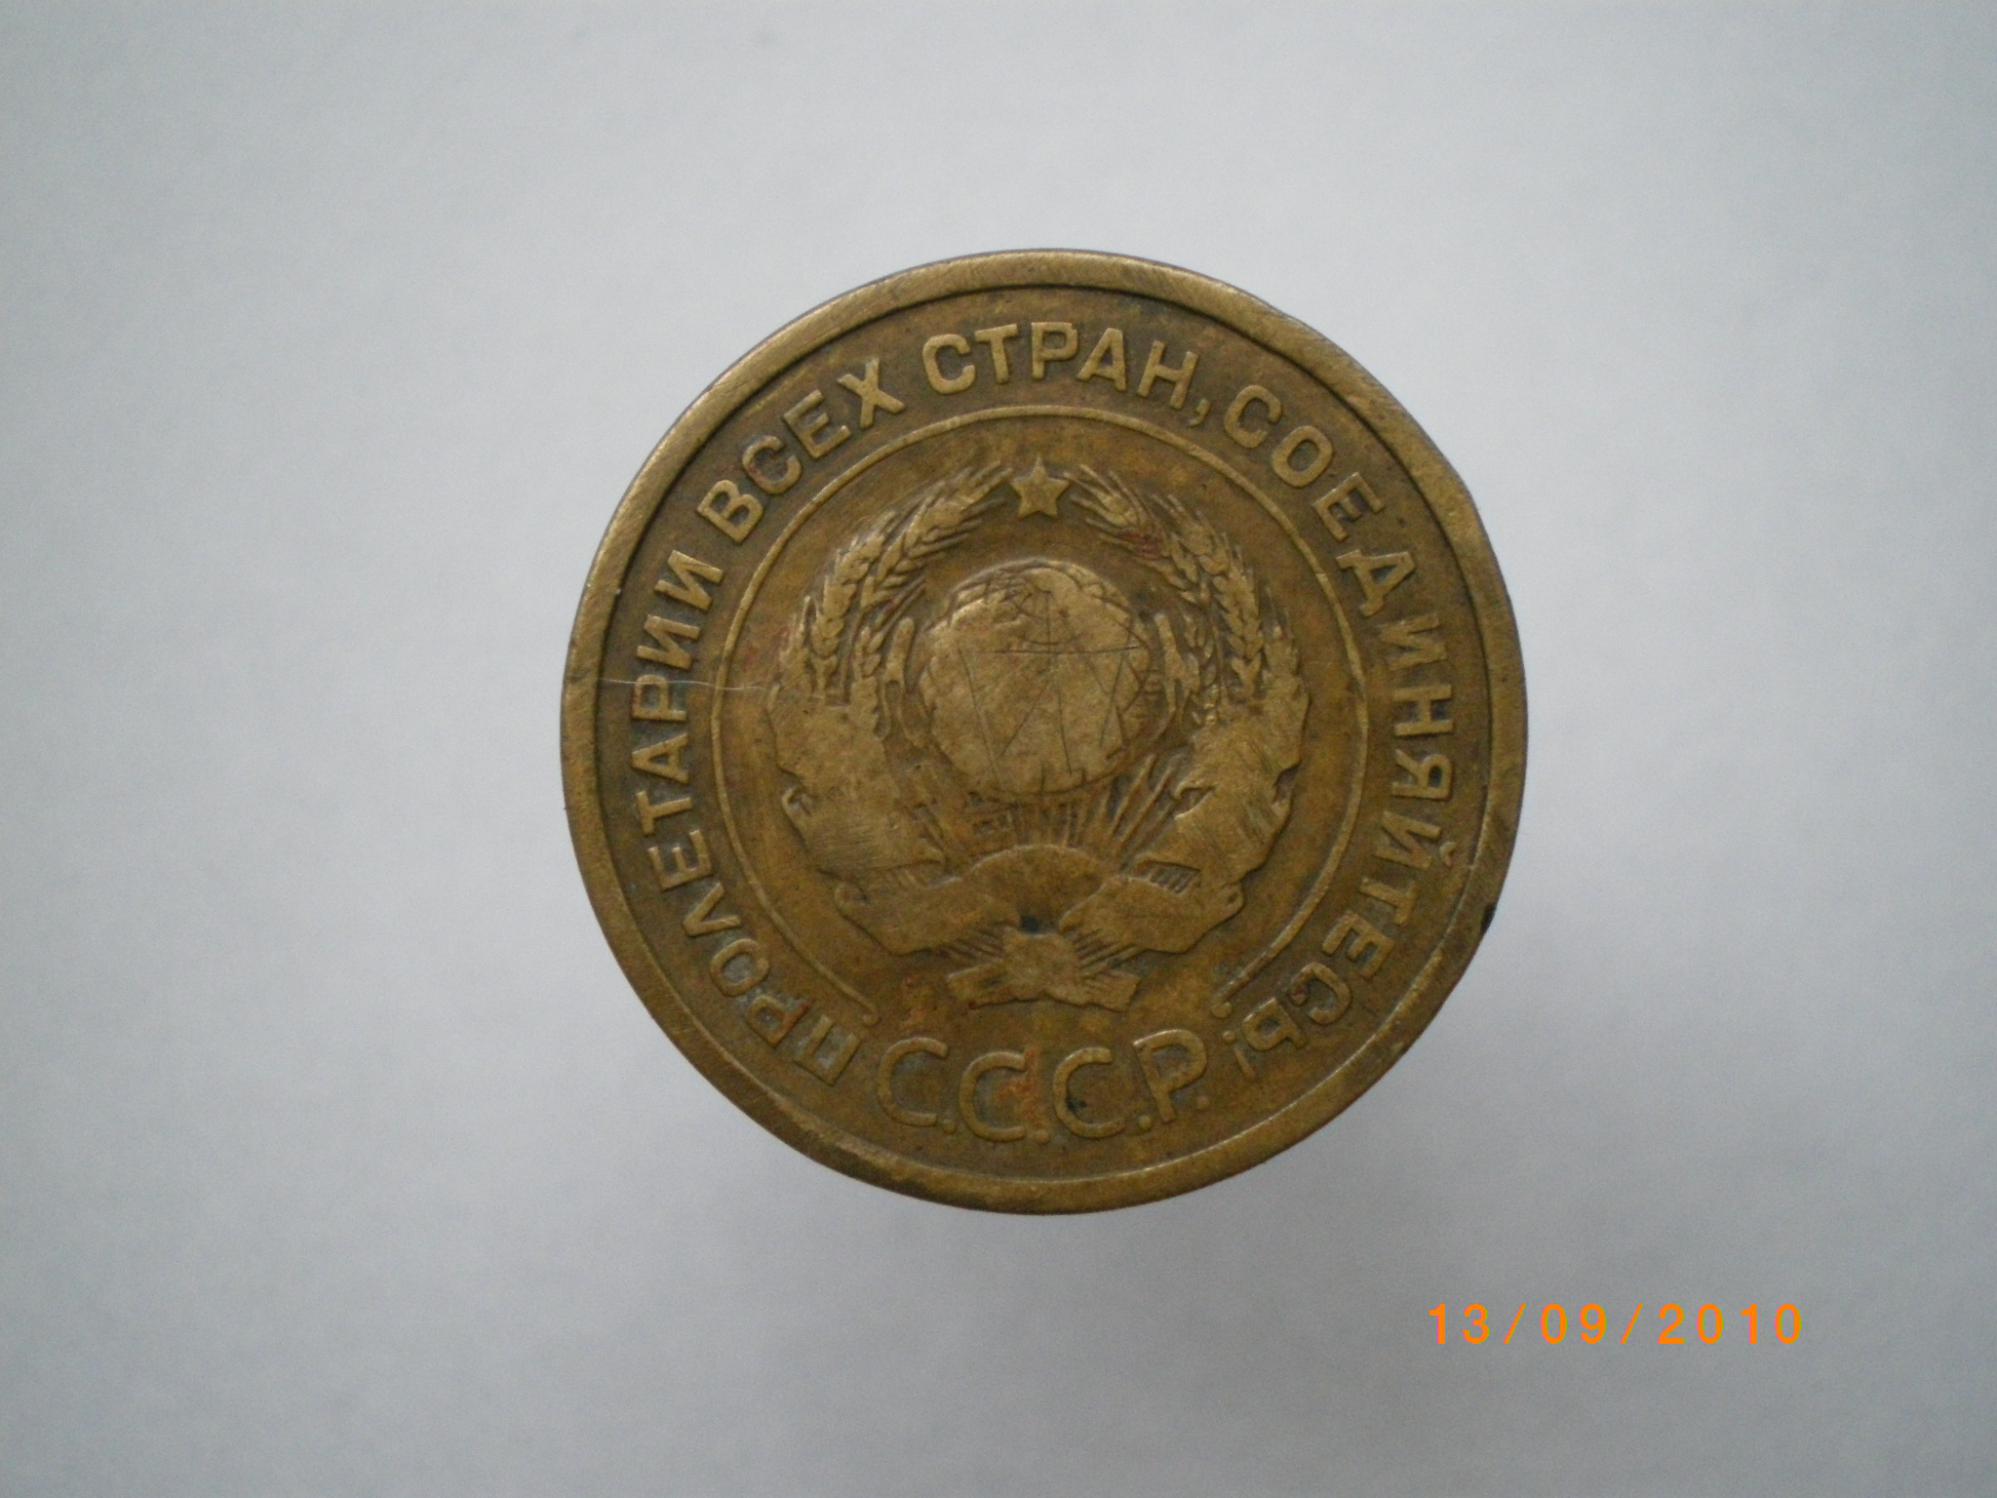 ПРОЛЕТАРИИ ВСЕХ СТРАН, СОЕДИНЯЙТЕСЬ!
С.С.С.Р.
13/09/2010